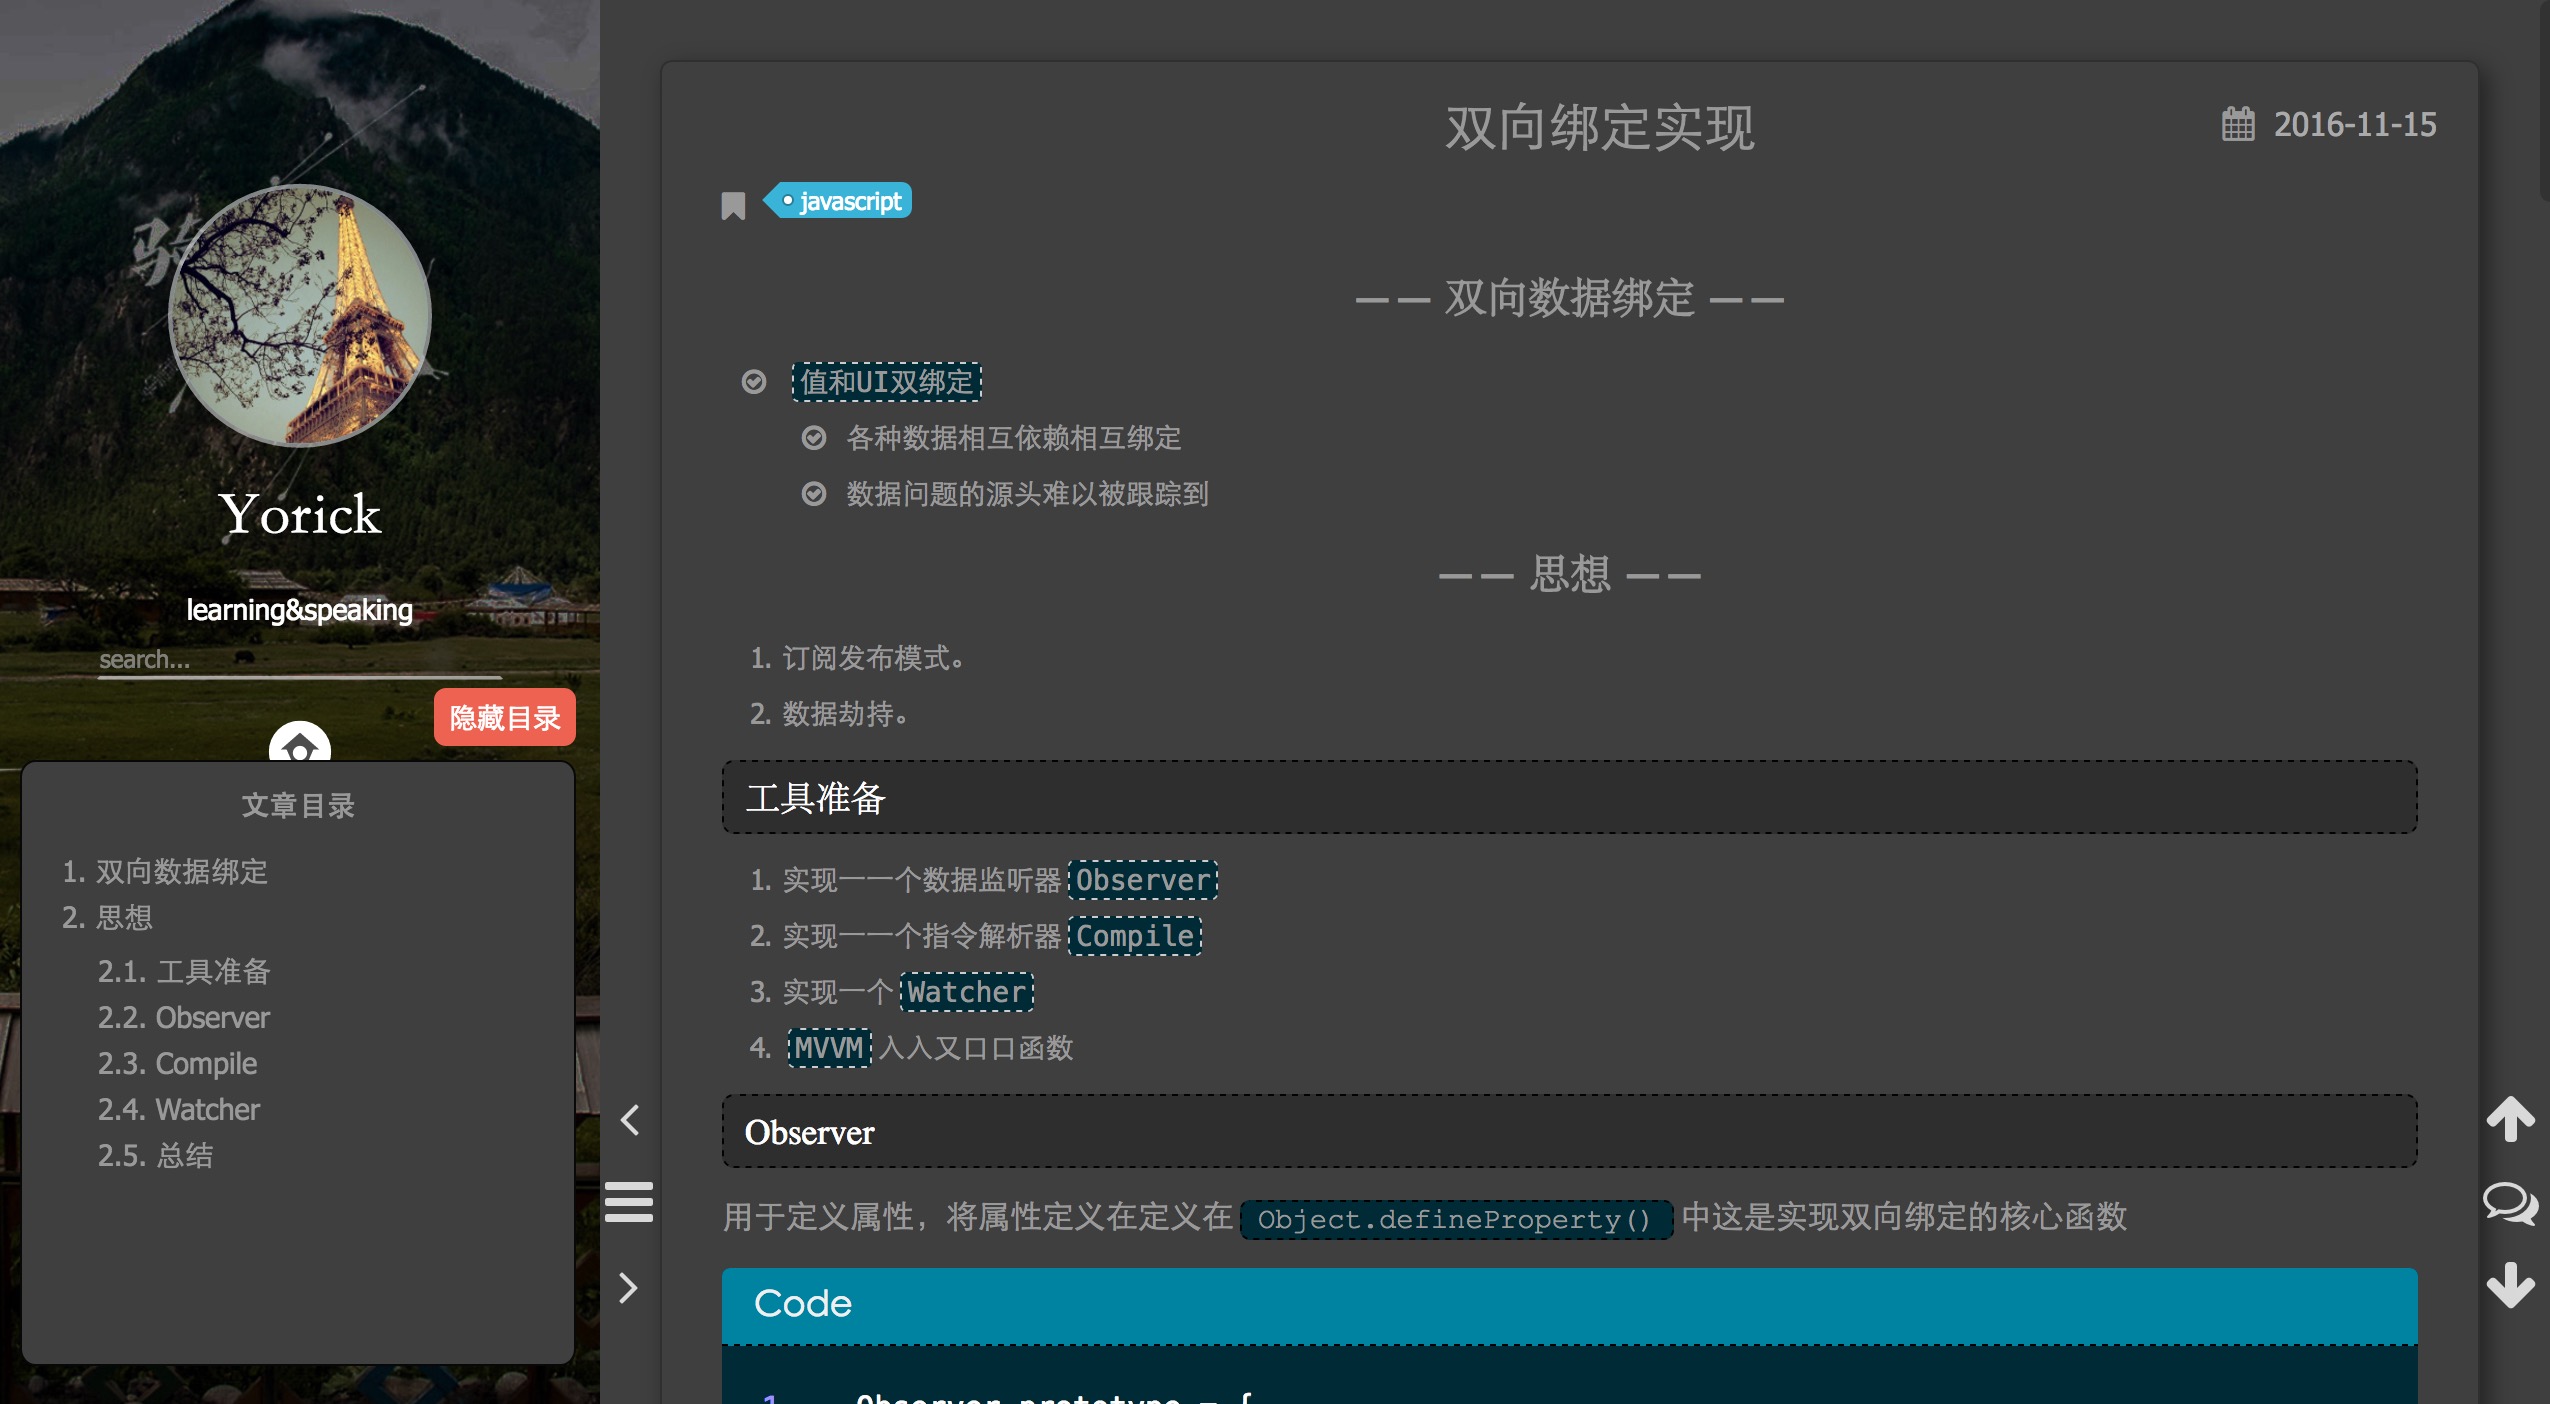 骑
Yorick
learning&speaking
search...
隐藏目录
文章目录
1. 双向数据绑定
2. 思想
2.1. 工具准备
2.2. Observer
2.3. Compile
2.4. Watcher
2.5. 总结
双向绑定实现
2016-11-15
javascript
—— 双向数据绑定 ——
值和UI双绑定
各种数据相互依赖相互绑定
数据问题的源头难以被跟踪到
—— 思想 ——
1. 订阅发布模式。
2. 数据劫持。
工具准备
1. 实现一一个数据监听器 Observer
2. 实现一一个指令解析器 Compile
3. 实现一个 Watcher
4. MVVM 入入又口口函数
Observer
用于定义属性，将属性定义在定义在 Object.defineProperty() 中这是实现双向绑定的核心函数
Code
1 Observer.prototype = {